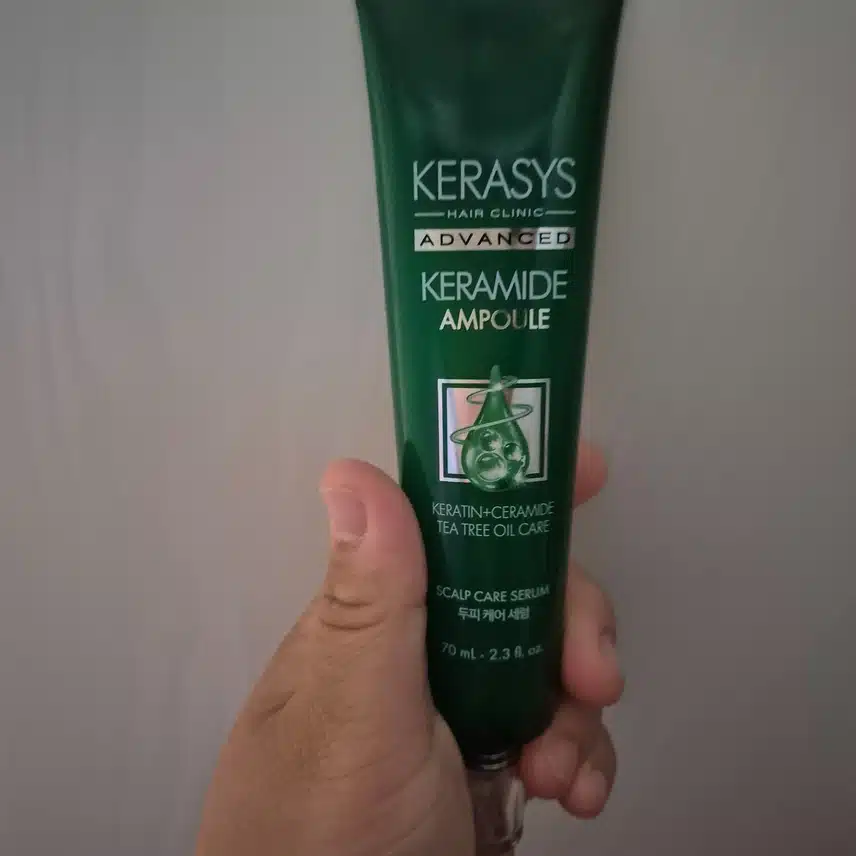 KERASYS
HAIR CLINIC
ADVANCED
KERAMIDE
AMPOULE
KERATIN+CERAMIDE
TEA TREE OIL CARE
SCALP CARE SERUM
두피 케어 세럼
70 mL - 2.3 fl. oz.